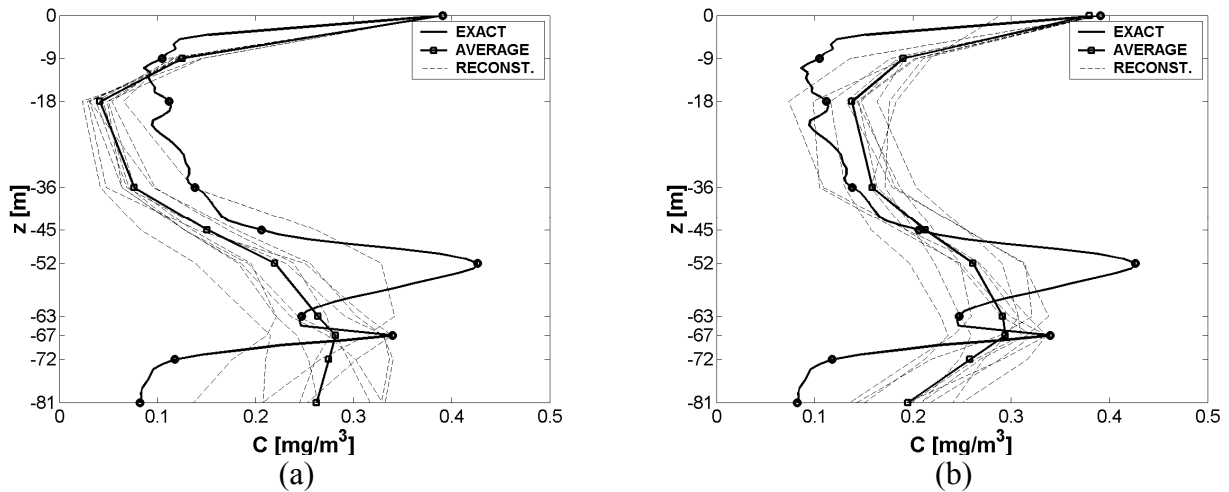 0
-9
-18
-36
-45
-52
-63
-67
-72
-81
z [m]
EXACT
AVERAGE
RECONST.
0 0.1 0.2 0.3 0.4 0.5
C [mg/m³]
(a)
0
-9
-18
-36
-45
-52
-63
-67
-72
-81
z [m]
EXACT
AVERAGE
RECONST.
0 0.1 0.2 0.3 0.4 0.5
C [mg/m³]
(b)